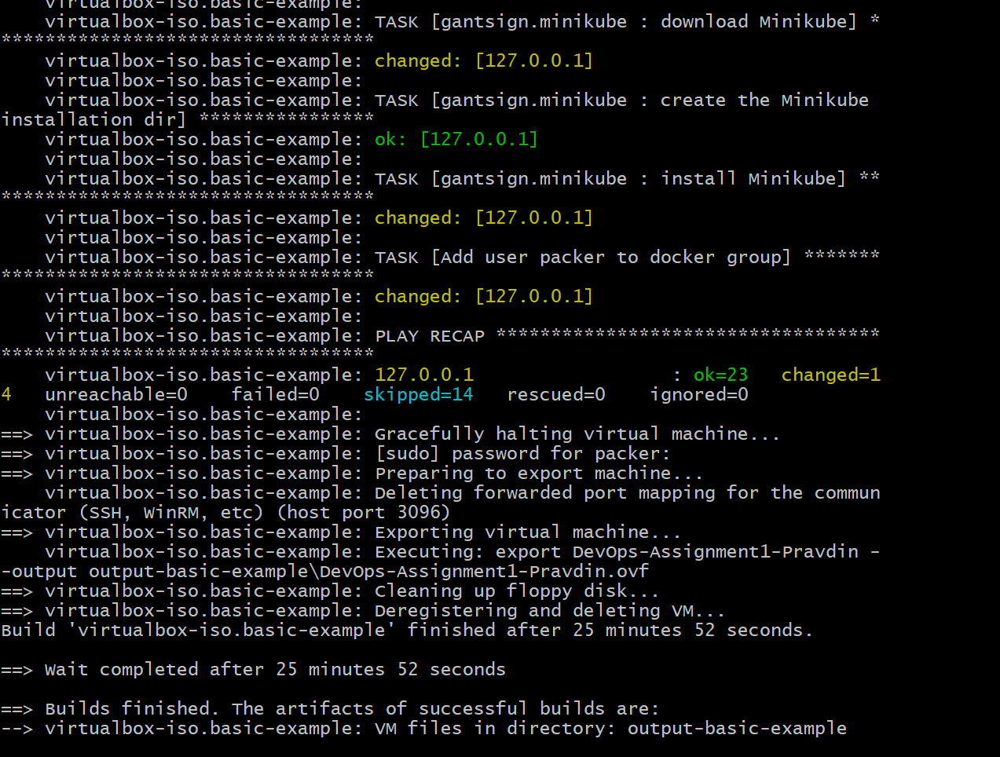 virtualbox-iso.basic-example:
virtualbox-iso.basic-example: TASK [gantsign.minikube : download Minikube] *
**********************************
virtualbox-iso.basic-example: changed: [127.0.0.1]
virtualbox-iso.basic-example:
virtualbox-iso.basic-example: TASK [gantsign.minikube : create the Minikube
installation dir] ****************
virtualbox-iso.basic-example: ok: [127.0.0.1]
virtualbox-iso.basic-example:
virtualbox-iso.basic-example: TASK [gantsign.minikube : install Minikube] **
**********************************
virtualbox-iso.basic-example: changed: [127.0.0.1]
virtualbox-iso.basic-example:
virtualbox-iso.basic-example: TASK [Add user packer to docker group] *******
**********************************
virtualbox-iso.basic-example: changed: [127.0.0.1]
virtualbox-iso.basic-example:
virtualbox-iso.basic-example: PLAY RECAP ***********************************
**********************************
virtualbox-iso.basic-example: 127.0.0.1                  : ok=23   changed=1
4   unreachable=0    failed=0    skipped=14   rescued=0    ignored=0
virtualbox-iso.basic-example:
==> virtualbox-iso.basic-example: Gracefully halting virtual machine...
==> virtualbox-iso.basic-example: [sudo] password for packer:
==> virtualbox-iso.basic-example: Preparing to export machine...
virtualbox-iso.basic-example: Deleting forwarded port mapping for the commun
icator (SSH, WinRM, etc) (host port 3096)
==> virtualbox-iso.basic-example: Exporting virtual machine...
virtualbox-iso.basic-example: Executing: export DevOps-Assignment1-Pravdin -
-output output-basic-example\DevOps-Assignment1-Pravdin.ovf
==> virtualbox-iso.basic-example: Cleaning up floppy disk...
==> virtualbox-iso.basic-example: Deregistering and deleting VM...
Build 'virtualbox-iso.basic-example' finished after 25 minutes 52 seconds.
==> Wait completed after 25 minutes 52 seconds
==> Builds finished. The artifacts of successful builds are:
--> virtualbox-iso.basic-example: VM files in directory: output-basic-example